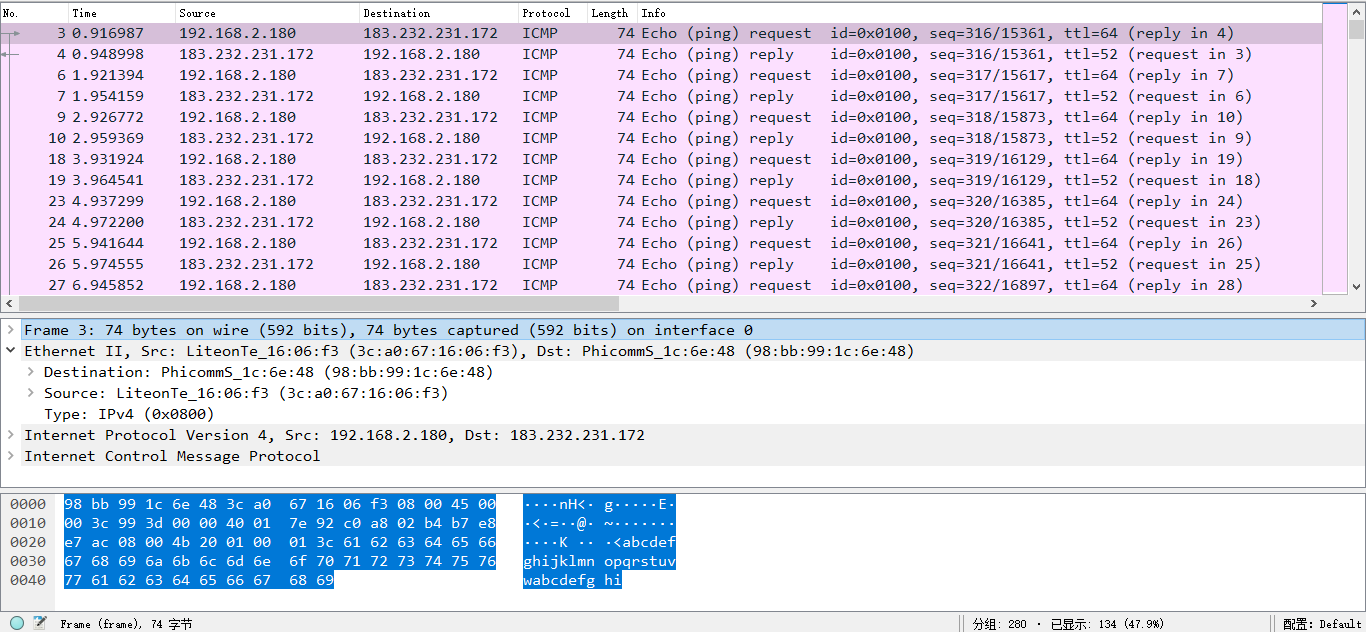 No. Time Source Destination Protocol Length Info
3 0.916987 192.168.2.180 183.232.231.172 ICMP 74 Echo (ping) request id=0x0100, seq=316/15361, ttl=64 (reply in 4)
4 0.948998 183.232.231.172 192.168.2.180 ICMP 74 Echo (ping) reply id=0x0100, seq=316/15361, ttl=52 (request in 3)
6 1.921394 192.168.2.180 183.232.231.172 ICMP 74 Echo (ping) request id=0x0100, seq=317/15617, ttl=64 (reply in 7)
7 1.954159 183.232.231.172 192.168.2.180 ICMP 74 Echo (ping) reply id=0x0100, seq=317/15617, ttl=52 (request in 6)
9 2.926772 192.168.2.180 183.232.231.172 ICMP 74 Echo (ping) request id=0x0100, seq=318/15873, ttl=64 (reply in 10)
10 2.959369 183.232.231.172 192.168.2.180 ICMP 74 Echo (ping) reply id=0x0100, seq=318/15873, ttl=52 (request in 9)
18 3.931924 192.168.2.180 183.232.231.172 ICMP 74 Echo (ping) request id=0x0100, seq=319/16129, ttl=64 (reply in 19)
19 3.964541 183.232.231.172 192.168.2.180 ICMP 74 Echo (ping) reply id=0x0100, seq=319/16129, ttl=52 (request in 18)
23 4.937299 192.168.2.180 183.232.231.172 ICMP 74 Echo (ping) request id=0x0100, seq=320/16385, ttl=64 (reply in 24)
24 4.972200 183.232.231.172 192.168.2.180 ICMP 74 Echo (ping) reply id=0x0100, seq=320/16385, ttl=52 (request in 23)
25 5.941644 192.168.2.180 183.232.231.172 ICMP 74 Echo (ping) request id=0x0100, seq=321/16641, ttl=64 (reply in 26)
26 5.974555 183.232.231.172 192.168.2.180 ICMP 74 Echo (ping) reply id=0x0100, seq=321/16641, ttl=52 (request in 25)
27 6.945852 192.168.2.180 183.232.231.172 ICMP 74 Echo (ping) request id=0x0100, seq=322/16897, ttl=64 (reply in 28)
Frame 3: 74 bytes on wire (592 bits), 74 bytes captured (592 bits) on interface 0
Ethernet II, Src: LiteonTe_16:06:f3 (3c:a0:67:16:06:f3), Dst: PhicommS_1c:6e:48 (98:bb:99:1c:6e:48)
Destination: PhicommS_1c:6e:48 (98:bb:99:1c:6e:48)
Source: LiteonTe_16:06:f3 (3c:a0:67:16:06:f3)
Type: IPv4 (0x0800)
Internet Protocol Version 4, Src: 192.168.2.180, Dst: 183.232.231.172
Internet Control Message Protocol
0000 98 bb 99 1c 6e 48 3c a0 67 16 06 f3 08 00 45 00 ····nH<· g·····E·
0010 00 3c 99 3d 00 00 40 01 7e 92 c0 a8 02 b4 b7 e8 ·<·=··@· ~·······
0020 e7 ac 08 00 4b 20 01 00 01 3c 61 62 63 64 65 66 ····K ·· ·<abcdef
0030 67 68 69 6a 6b 6c 6d 6e 6f 70 71 72 73 74 75 76 ghijklmn opqrstuv
0040 77 61 62 63 64 65 66 67 68 69 wabcdefg hi
Frame (frame), 74 字节 分组: 280 · 已显示: 134 (47.9%) 配置: Default